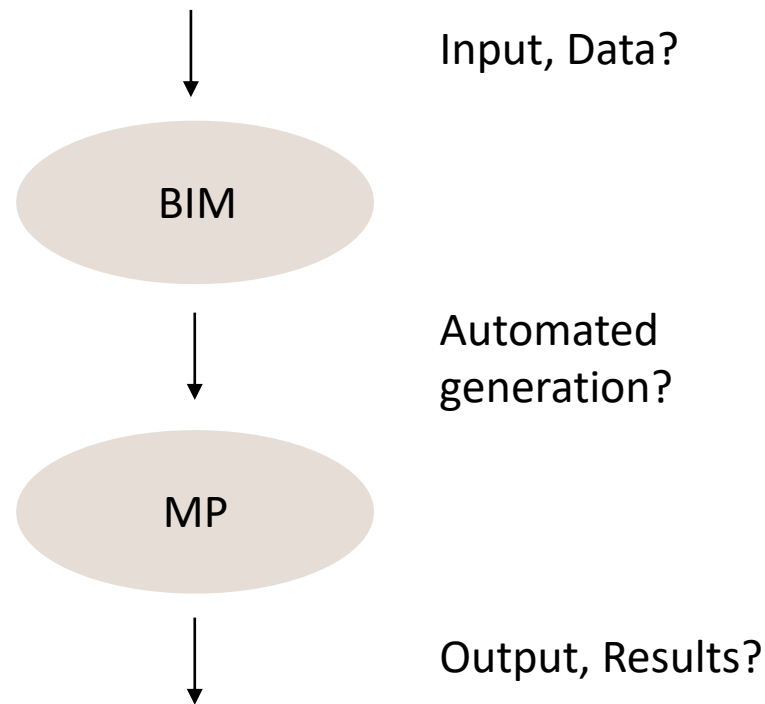 Input, Data?
BIM
Automated
generation?
MP
Output, Results?